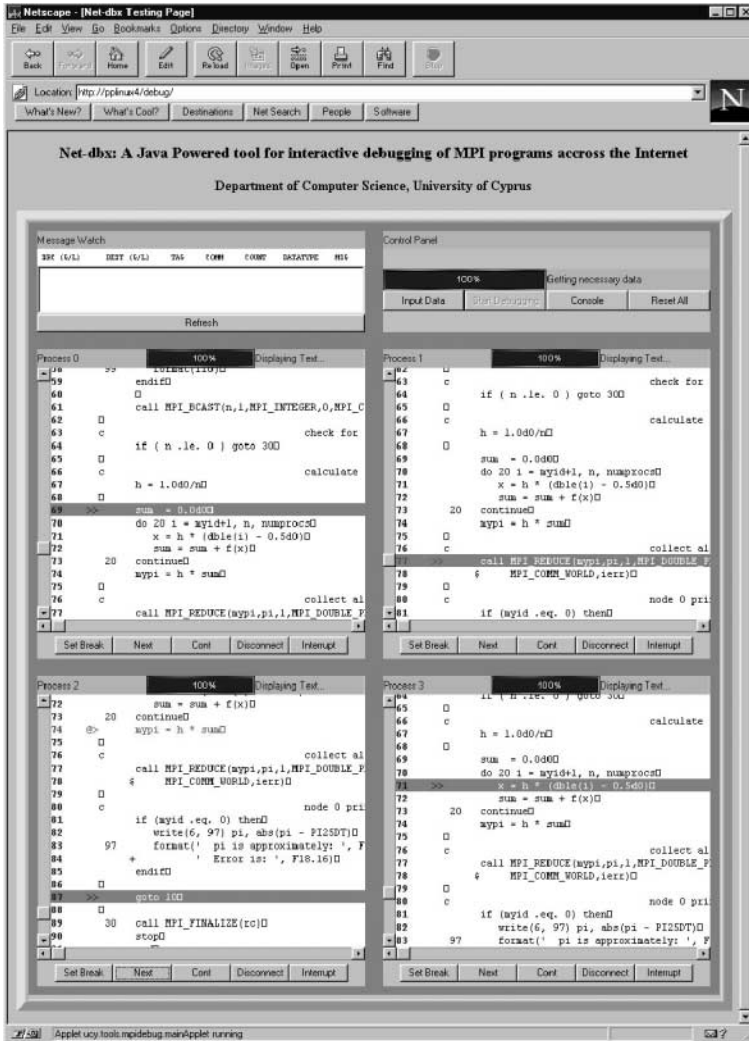 Netscape - [Net-dbx Testing Page]
File Edit View Go Bookmarks Options Directory Window Help
Back Forward Home Edit Reload Images Open Print Find Stop
Location: http://pplinux4/debug/
What's New? What's Cool? Destinations Net Search People Software
N
Net-dbx: A Java Powered tool for interactive debugging of MPI programs accross the Internet
Department of Computer Science, University of Cyprus
Message Watch
SRC (G/L) DEST (G/L) TAG COMM COUNT DATATYPE MSG
Refresh
Control Panel
100% Getting necessary data
Input Data Start Debugging Console Reset All
Process 0 100% Displaying Text...
58 99 format(110)
59 endif
60
61 call MPI_BCAST(n,1,MPI_INTEGER,0,MPI_C
62
63 c check for
64 if ( n .le. 0 ) goto 30
65
66 c calculate
67 h = 1.0d0/n
68
69 >> sum = 0.0d0
70 do 20 i = myid+1, n, numprocs
71 x = h * (dble(i) - 0.5d0)
72 sum = sum + f(x)
73 20 continue
74 mypi = h * sum
75
76 c collect al
77 call MPI_REDUCE(mypi,pi,1,MPI_DOUBLE_P
Set Break Next Cont Disconnect Interrupt
Process 1 100% Displaying Text...
62
63 c check for
64 if ( n .le. 0 ) goto 30
65
66 c calculate
67 h = 1.0d0/n
68
69 sum = 0.0d0
70 do 20 i = myid+1, n, numprocs
71 x = h * (dble(i) - 0.5d0)
72 sum = sum + f(x)
73 20 continue
74 mypi = h * sum
75
76 c collect al
77 >> call MPI_REDUCE(mypi,pi,1,MPI_DOUBLE_P
78 $ MPI_COMM_WORLD,ierr)
79
80 c node 0 pri
81 if (myid .eq. 0) then
Set Break Next Cont Disconnect Interrupt
Process 2 100% Displaying Text...
72 sum = sum + f(x)
73 20 continue
74 @> mypi = h * sum
75
76 c collect al
77 call MPI_REDUCE(mypi,pi,1,MPI_DOUBLE_P
78 $ MPI_COMM_WORLD,ierr)
79
80 c node 0 pri
81 if (myid .eq. 0) then
82 write(6, 97) pi, abs(pi - PI25DT)
83 97 format(' pi is approximately: ', F
84 + ' Error is: ', F18.16)
85 endif
86
87 >> goto 10
88
89 30 call MPI_FINALIZE(rc)
90 stop
Set Break Next Cont Disconnect Interrupt
Process 3 100% Displaying Text...
64 if ( n .le. 0 ) goto 30
65
66 c calculate
67 h = 1.0d0/n
68
69 sum = 0.0d0
70 do 20 i = myid+1, n, numprocs
71 >> x = h * (dble(i) - 0.5d0)
72 sum = sum + f(x)
73 20 continue
74 mypi = h * sum
75
76 c collect al
77 call MPI_REDUCE(mypi,pi,1,MPI_DOUBLE_P
78 $ MPI_COMM_WORLD,ierr)
79
80 c node 0 pri
81 if (myid .eq. 0) then
82 write(6, 97) pi, abs(pi - PI25DT)
83 97 format(' pi is approximately: ', F
Set Break Next Cont Disconnect Interrupt
Applet ucy.tools.mpidebug.mainApplet running